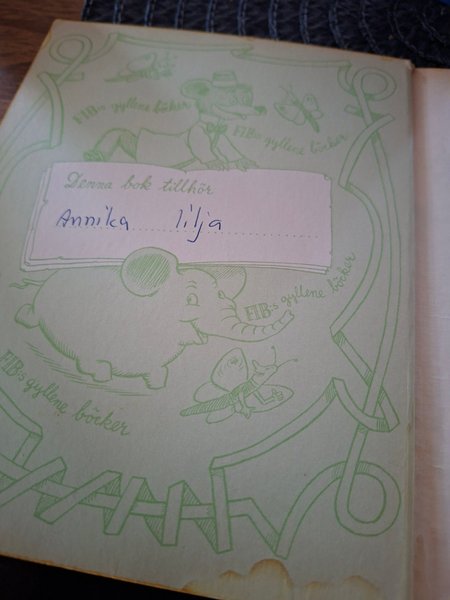 FIB:s gyllene böcker
FIB:s gyllene böcker
Denna bok tillhör
Annika lilja
FIB:s gyllene böcker
FIB:s gyllene böcker